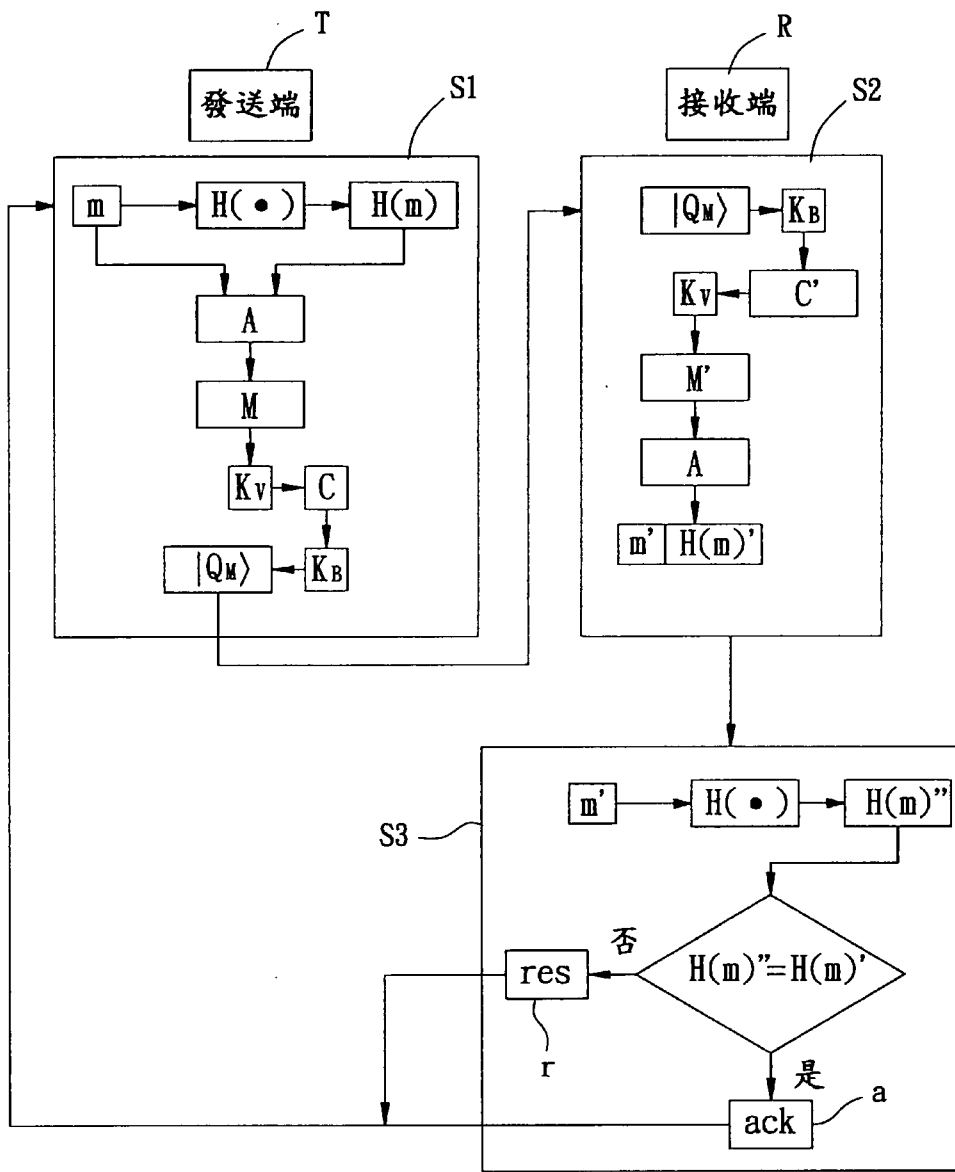 T
發送端
S1
m
H(●)
H(m)
A
M
Kv
C
|QM⟩
KB
R
接收端
S2
|QM⟩
KB
Kv
C'
M'
A
m'
H(m)'
S3
m'
H(●)
H(m)"
否
H(m)"=H(m)'
res
r
是
ack
a